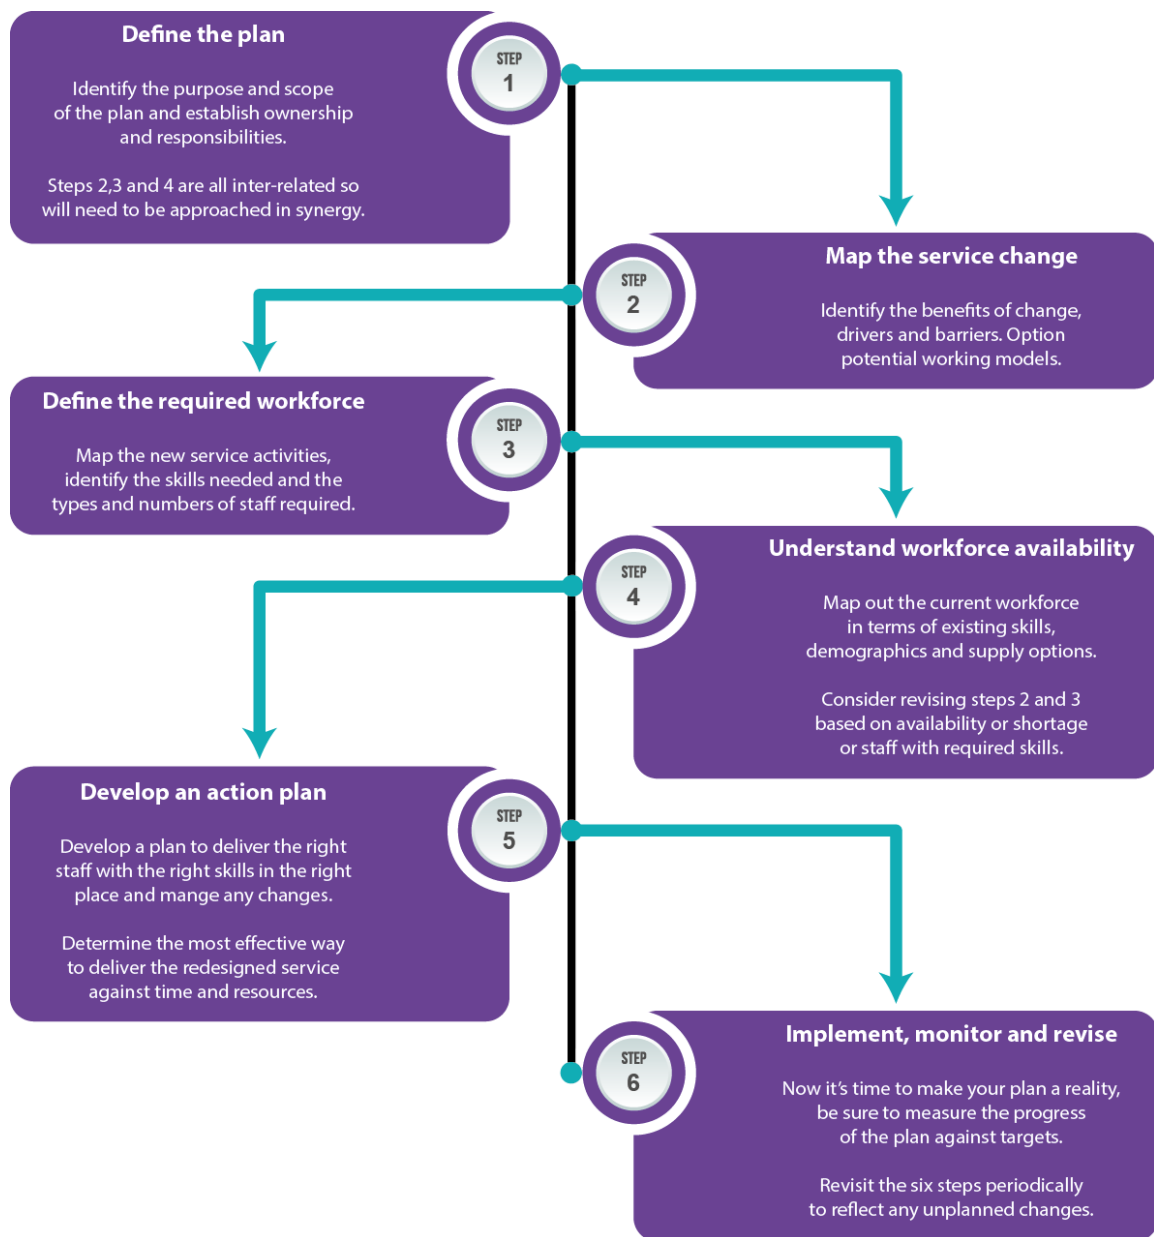 Define the plan
STEP
1
Identify the purpose and scope
of the plan and establish ownership
and responsibilities.
Steps 2,3 and 4 are all inter-related so
will need to be approached in synergy.
Map the service change
STEP
2
Identify the benefits of change,
drivers and barriers. Option
potential working models.
Define the required workforce
STEP
3
Map the new service activities,
identify the skills needed and the
types and numbers of staff required.
Understand workforce availability
STEP
4
Map out the current workforce
in terms of existing skills,
demographics and supply options.
Consider revising steps 2 and 3
based on availability or shortage
or staff with required skills.
Develop an action plan
STEP
5
Develop a plan to deliver the right
staff with the right skills in the right
place and mange any changes.
Determine the most effective way
to deliver the redesigned service
against time and resources.
Implement, monitor and revise
STEP
6
Now it’s time to make your plan a reality,
be sure to measure the progress
of the plan against targets.
Revisit the six steps periodically
to reflect any unplanned changes.